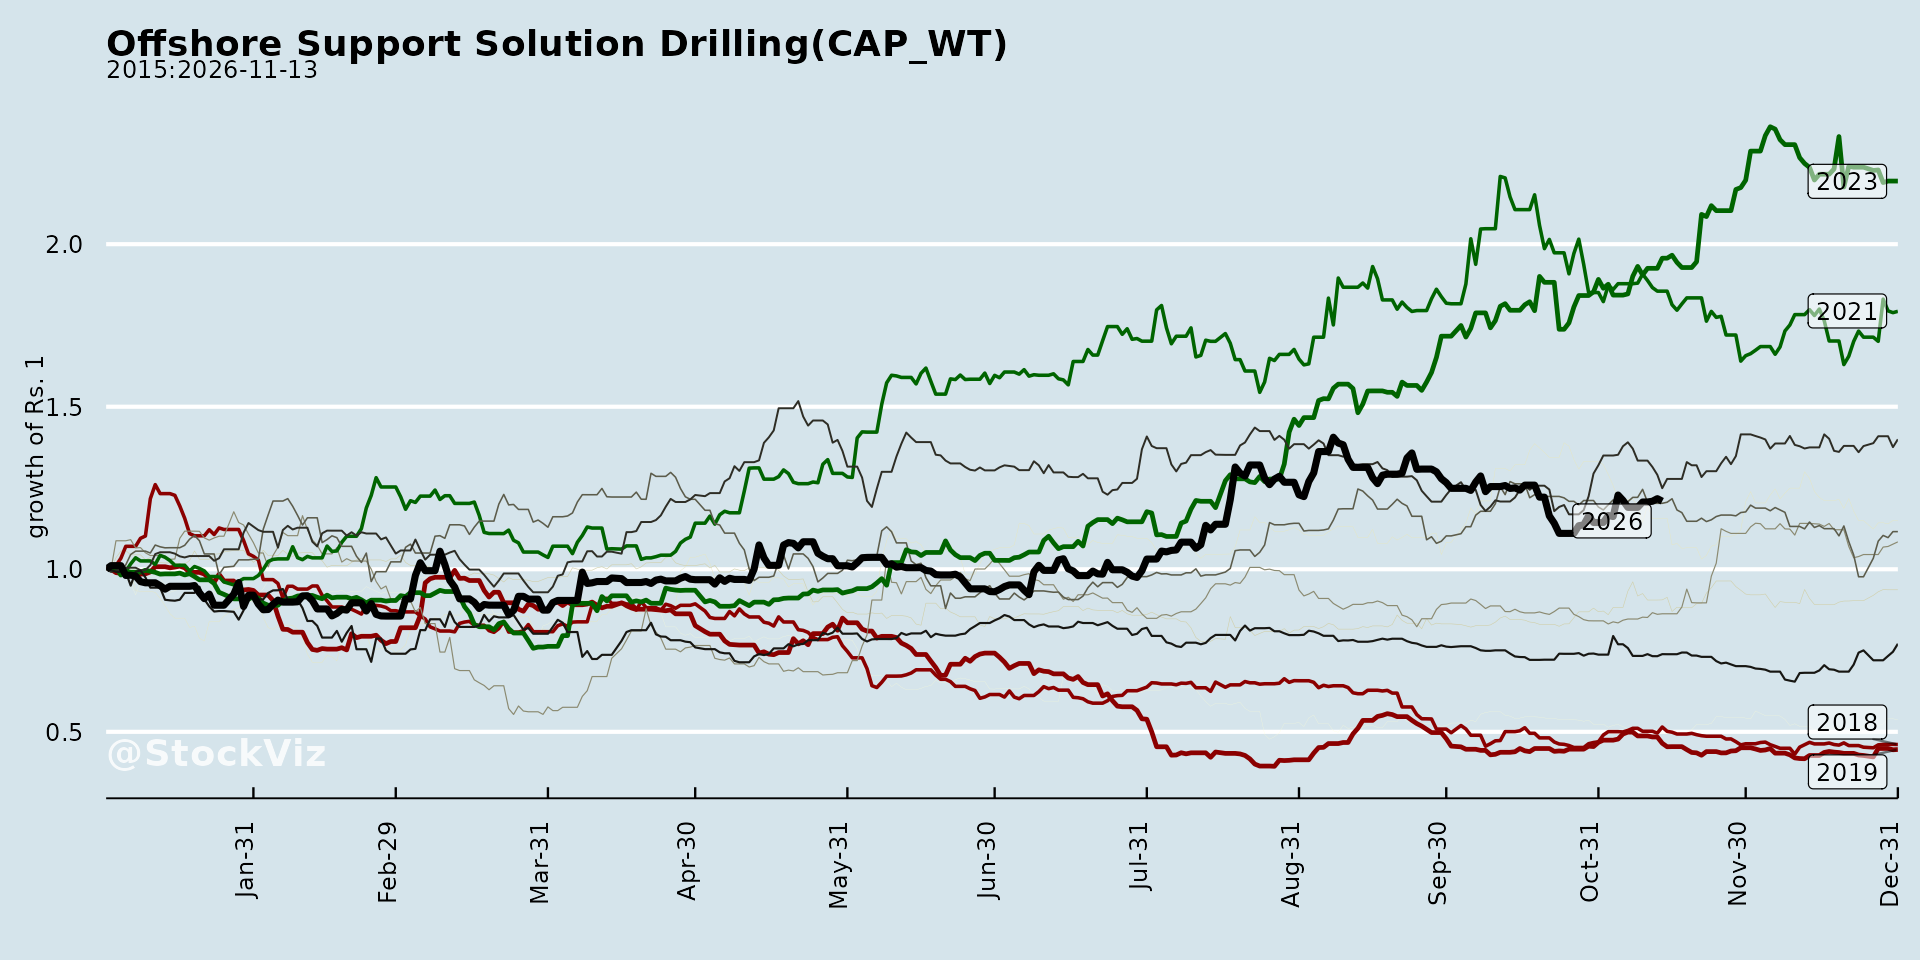 Offshore Support Solution Drilling(CAP_WT)
2015:2026-11-13
growth of Rs. 1
2.0
1.5
1.0
0.5
2023
2021
2026
2018
2019
@StockViz
Jan-31
Feb-29
Mar-31
Apr-30
May-31
Jun-30
Jul-31
Aug-31
Sep-30
Oct-31
Nov-30
Dec-31